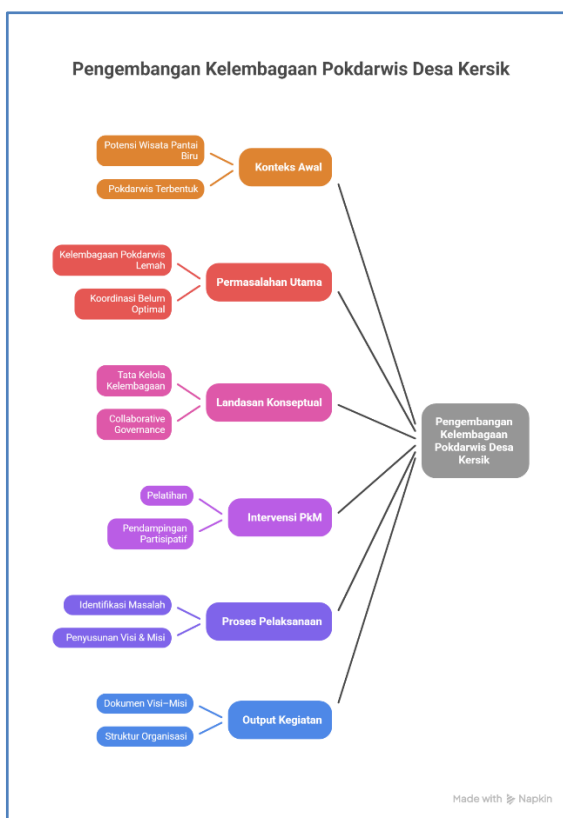 Pengembangan Kelembagaan Pokdarwis Desa Kersik
Potensi Wisata Pantai
Biru
Pokdarwis Terbentuk
Konteks Awal
Kelembagaan Pokdarwis
Lemah
Koordinasi Belum
Optimal
Permasalahan Utama
Tata Kelola
Kelembagaan
Collaborative
Governance
Landasan Konseptual
Pengembangan
Kelembagaan
Pokdarwis Desa
Kersik
Pelatihan
Pendampingan
Partisipatif
Intervensi PkM
Identifikasi Masalah
Penyusunan Visi & Misi
Proses Pelaksanaan
Dokumen Visi–Misi
Struktur Organisasi
Output Kegiatan
Made with Napkin